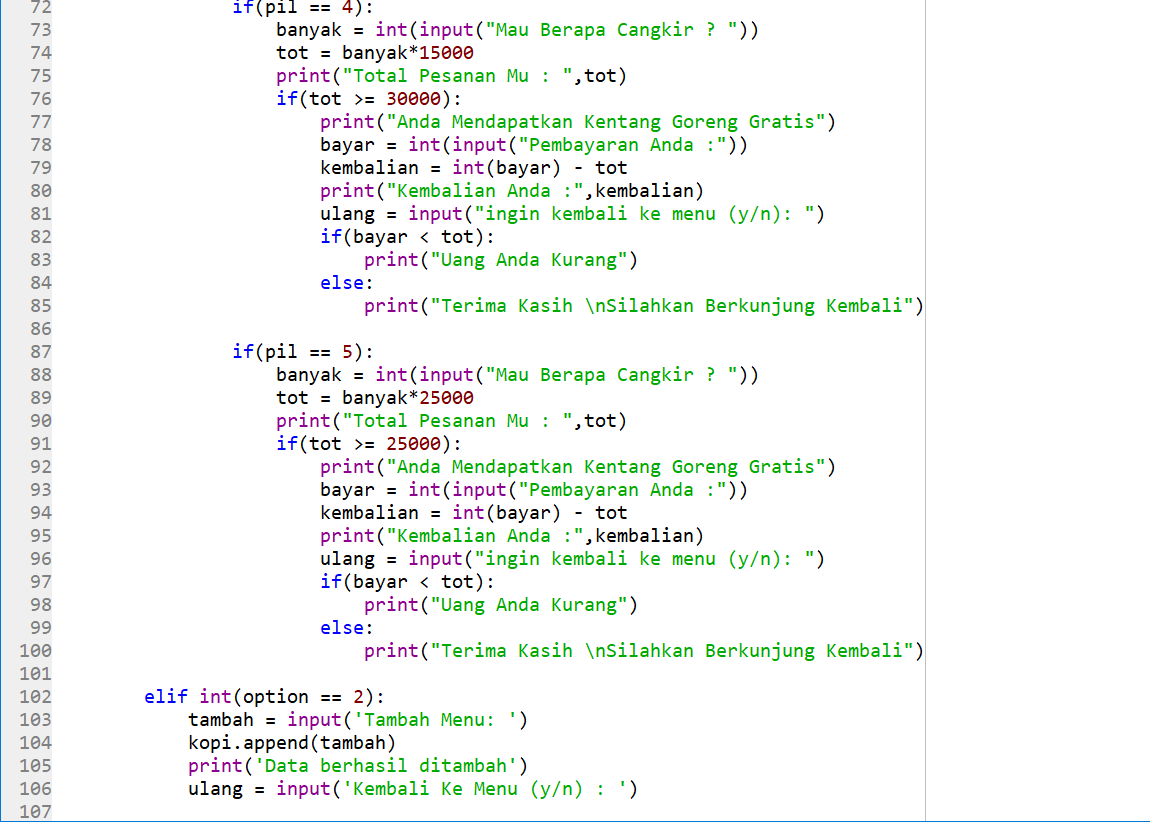 72 if(pil == 4):
73 banyak = int(input("Mau Berapa Cangkir ? "))
74 tot = banyak*15000
75 print("Total Pesanan Mu : ",tot)
76 if(tot >= 30000):
77 print("Anda Mendapatkan Kentang Goreng Gratis")
78 bayar = int(input("Pembayaran Anda :"))
79 kembalian = int(bayar) - tot
80 print("Kembalian Anda :",kembalian)
81 ulang = input("ingin kembali ke menu (y/n): ")
82 if(bayar < tot):
83 print("Uang Anda Kurang")
84 else:
85 print("Terima Kasih \nSilahkan Berkunjung Kembali")
86
87 if(pil == 5):
88 banyak = int(input("Mau Berapa Cangkir ? "))
89 tot = banyak*25000
90 print("Total Pesanan Mu : ",tot)
91 if(tot >= 25000):
92 print("Anda Mendapatkan Kentang Goreng Gratis")
93 bayar = int(input("Pembayaran Anda :"))
94 kembalian = int(bayar) - tot
95 print("Kembalian Anda :",kembalian)
96 ulang = input("ingin kembali ke menu (y/n): ")
97 if(bayar < tot):
98 print("Uang Anda Kurang")
99 else:
100 print("Terima Kasih \nSilahkan Berkunjung Kembali")
101
102 elif int(option == 2):
103 tambah = input('Tambah Menu: ')
104 kopi.append(tambah)
105 print('Data berhasil ditambah')
106 ulang = input('Kembali Ke Menu (y/n) : ')
107